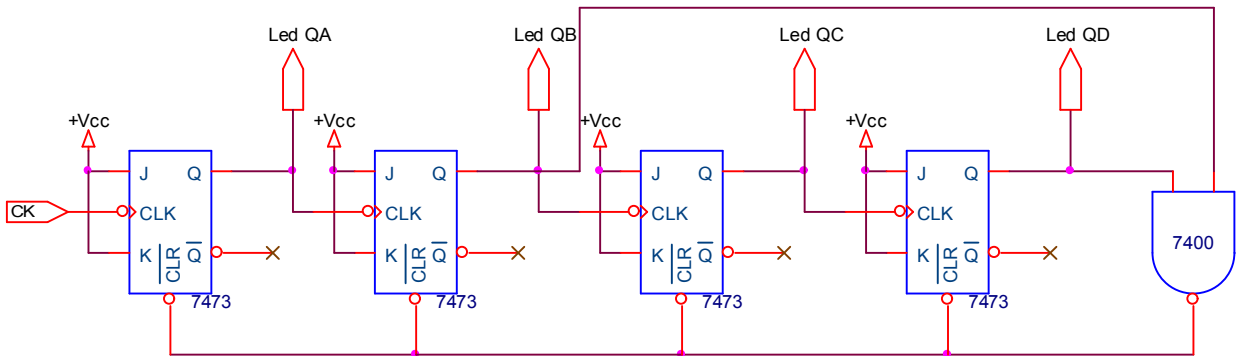 Led QA
Led QB
Led QC
Led QD
+Vcc
+Vcc
+Vcc
+Vcc
J Q
J Q
J Q
J Q
CK
CLK
CLK
CLK
CLK
7400
K CLR Q
K CLR Q
K CLR Q
K CLR Q
7473
7473
7473
7473